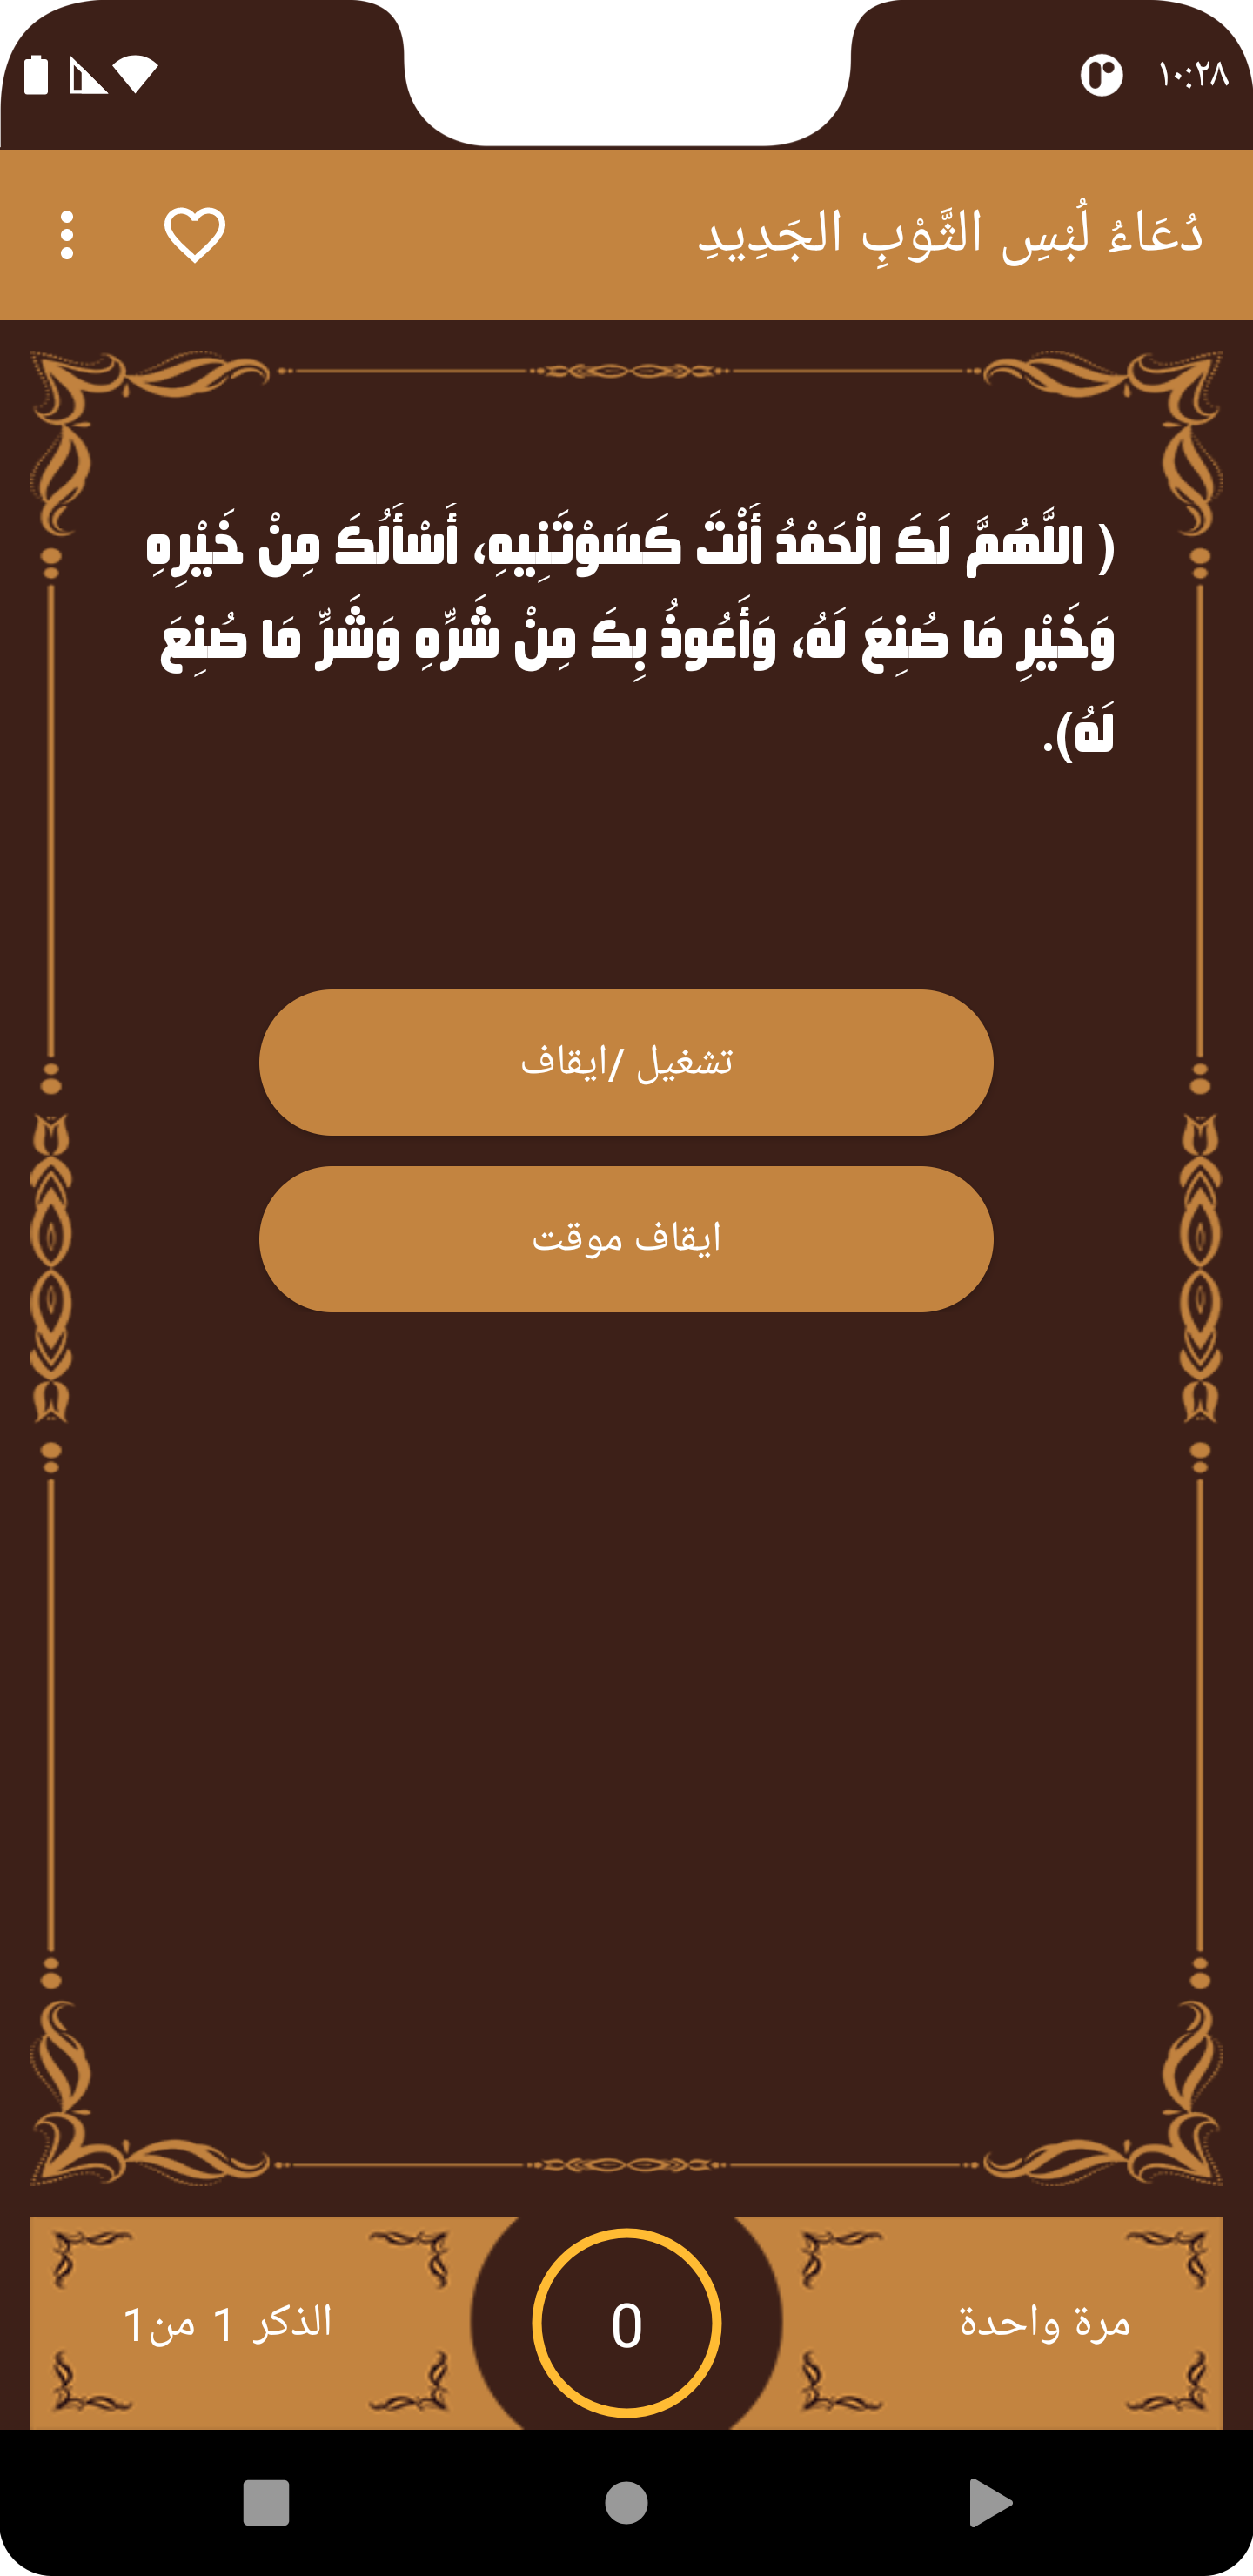 ١٠:٢٨
دُعَاءُ لُبْسِ الثَّوْبِ الجَدِيدِ
( اللَّهُمَّ لَكَ الْحَمْدُ أَنْتَ كَسَوْتَنِيهِ، أَسْأَلُكَ مِنْ خَيْرِهِ
وَخَيْرِ مَا صُنِعَ لَهُ، وَأَعُوذُ بِكَ مِنْ شَرِّهِ وَشَرِّ مَا صُنِعَ
لَهُ).
تشغيل /ايقاف
ايقاف موقت
مرة واحدة
0
الذكر 1 من1